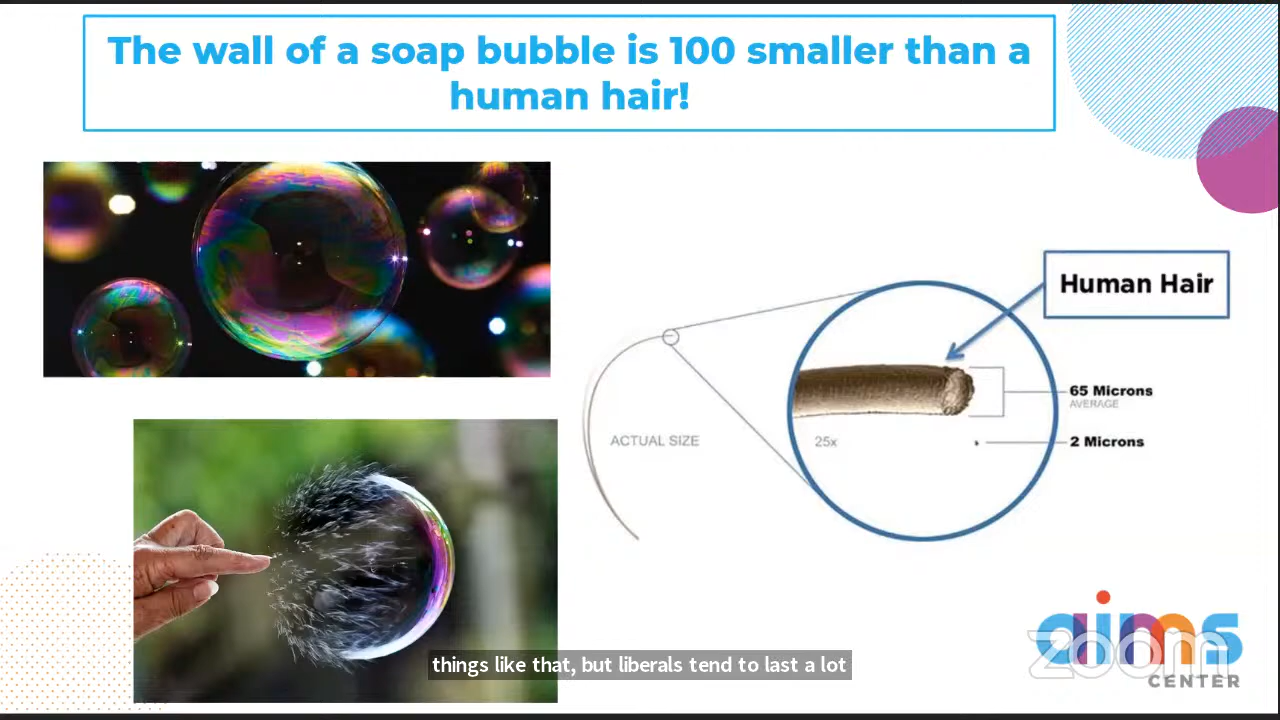 The wall of a soap bubble is 100 smaller than a
human hair!
Human Hair
65 Microns
AVERAGE
ACTUAL SIZE
25x
2 Microns
things like that, but liberals tend to last a lot
aims
zoom
CENTER